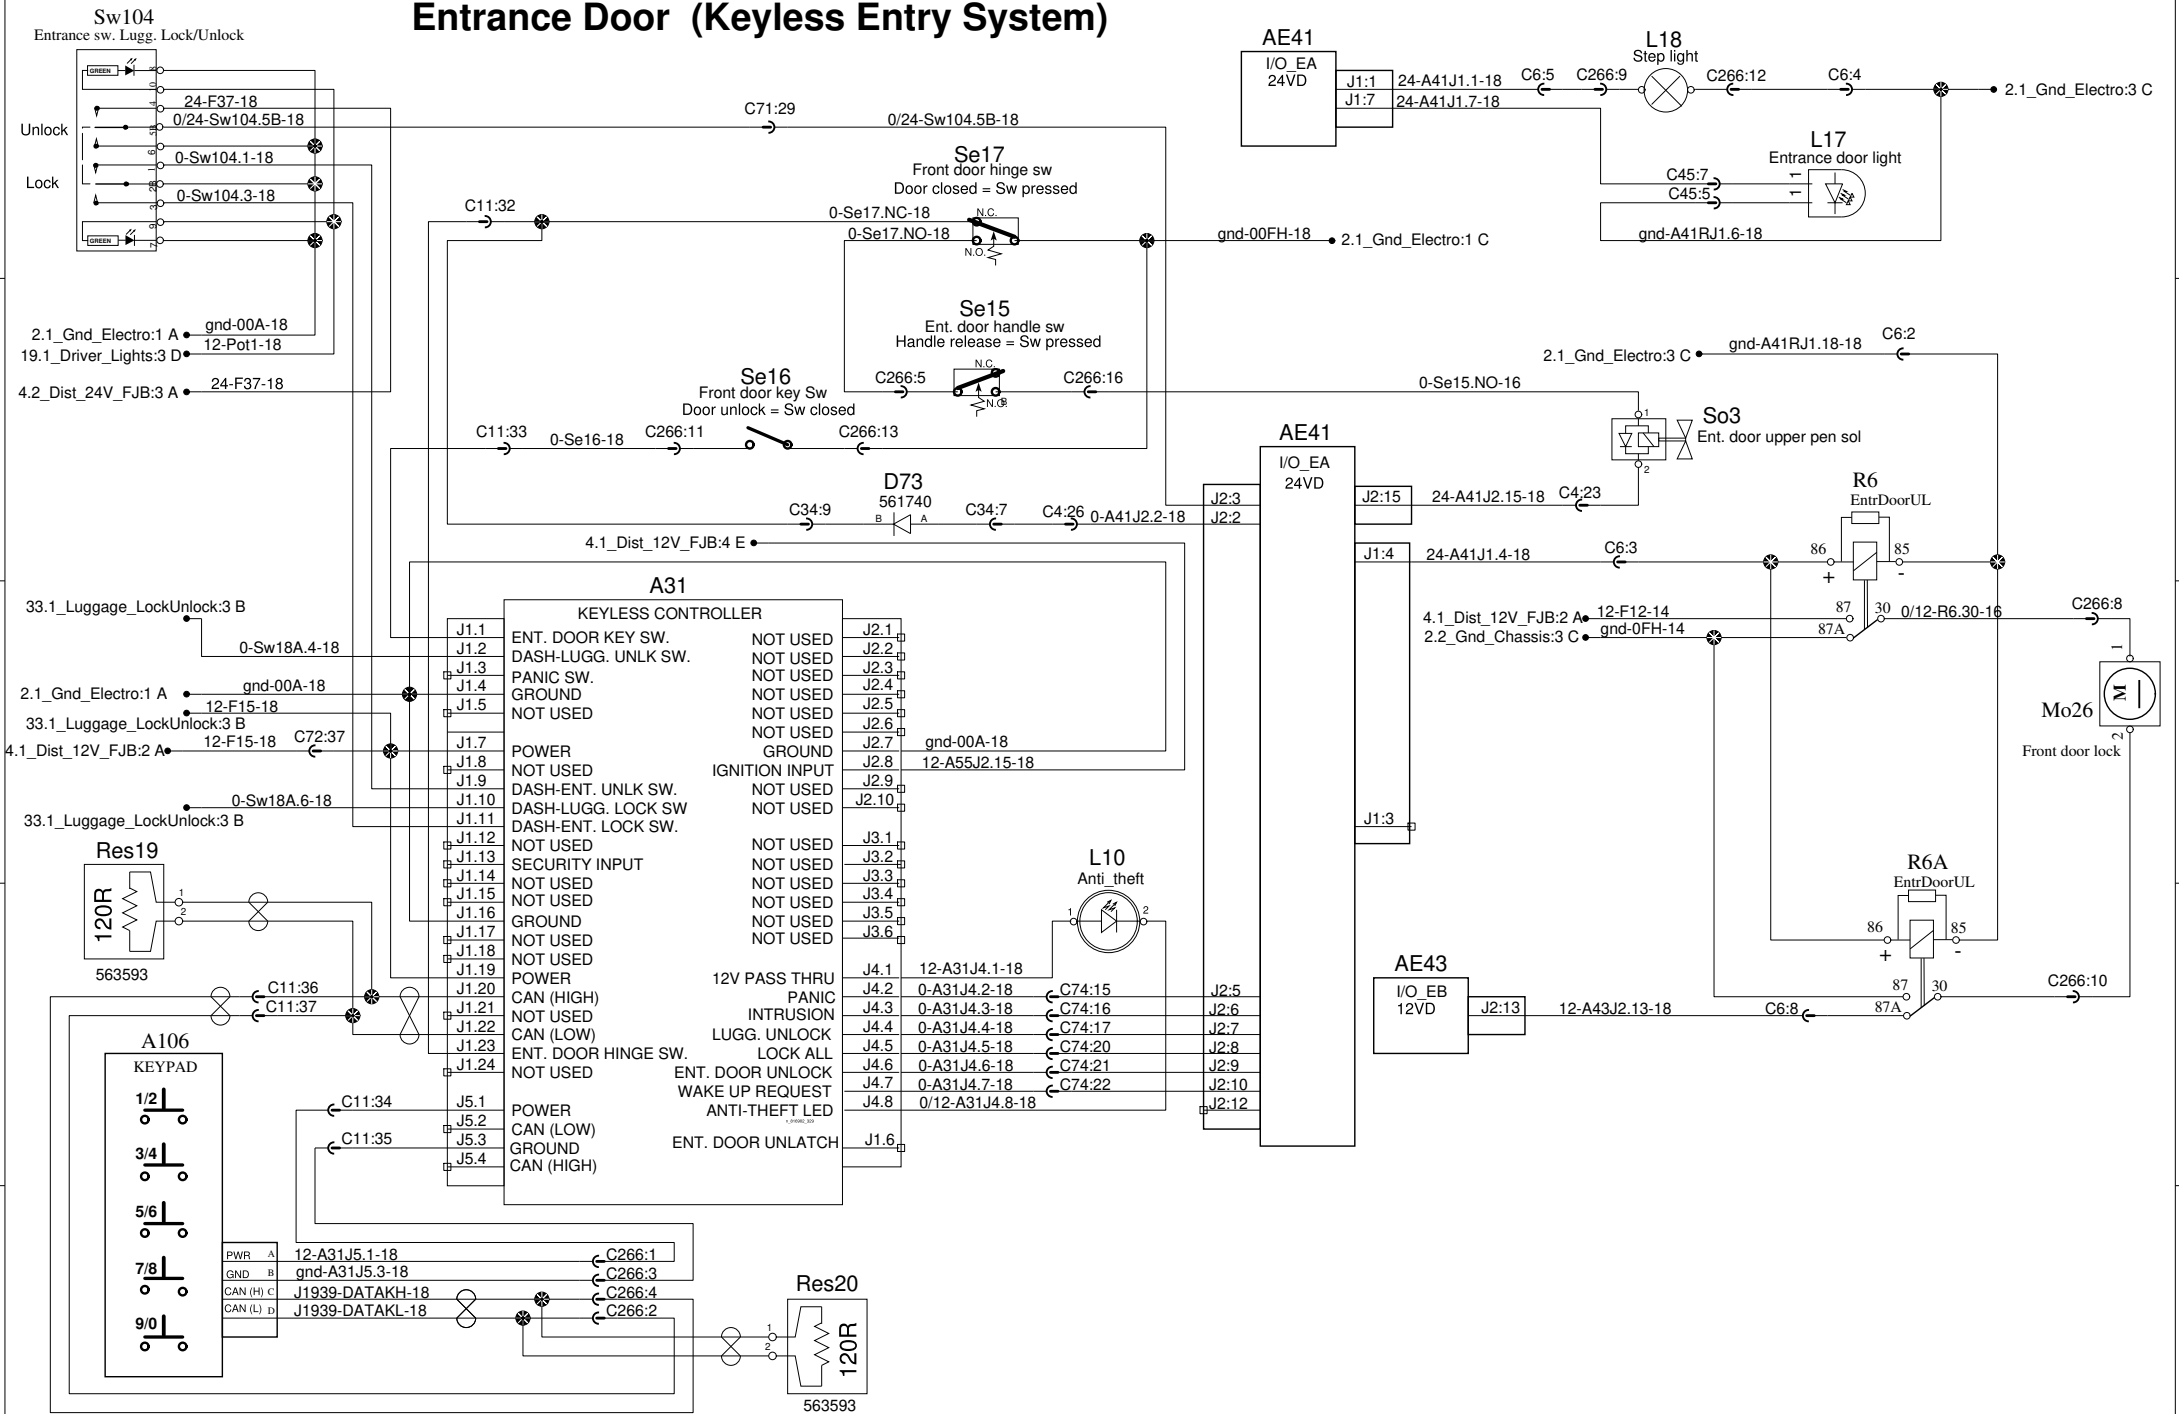 Entrance Door (Keyless Entry System)
Sw104
Entrance sw. Lugg. Lock/Unlock
GREEN
8
10
4
24-F37-18
5B
0/24-Sw104.5B-18
Unlock
6
1
0-Sw104.1-18
2B
Lock
3
0-Sw104.3-18
9
GREEN
7
C71:29
0/24-Sw104.5B-18
2.1_Gnd_Electro:1 A
gnd-00A-18
19.1_Driver_Lights:3 D
12-Pot1-18
4.2_Dist_24V_FJB:3 A
24-F37-18
C11:32
Se17
Front door hinge sw
Door closed = Sw pressed
0-Se17.NC-18
N.C.
0-Se17.NO-18
N.O.
gnd-00FH-18
2.1_Gnd_Electro:1 C
Se15
Ent. door handle sw
Handle release = Sw pressed
N.C.
C266:5
N.O.
C266:16
0-Se15.NO-16
Se16
Front door key Sw
Door unlock = Sw closed
C11:33
0-Se16-18
C266:11
C266:13
D73
561740
C34:9
B
A
C34:7
C4:26
0-A41J2.2-18
4.1_Dist_12V_FJB:4 E
AE41
I/O_EA
24VD
J1:1
24-A41J1.1-18
C6:5
C266:9
L18
Step light
C266:12
C6:4
2.1_Gnd_Electro:3 C
J1:7
24-A41J1.7-18
L17
Entrance door light
C45:7
1
C45:5
1
gnd-A41RJ1.6-18
2.1_Gnd_Electro:3 C
gnd-A41RJ1.18-18
C6:2
So3
Ent. door upper pen sol
1
2
AE41
I/O_EA
24VD
J2:3
J2:2
J2:15
24-A41J2.15-18
C4:23
J1:4
24-A41J1.4-18
C6:3
J1:3
R6
EntrDoorUL
86
85
+
-
4.1_Dist_12V_FJB:2 A
12-F12-14
87
30
0/12-R6.30-16
C266:8
2.2_Gnd_Chassis:3 C
gnd-0FH-14
87A
1
M
Mo26
2
Front door lock
R6A
EntrDoorUL
86
85
+
-
87
30
C266:10
87A
AE43
I/O_EB
12VD
J2:13
12-A43J2.13-18
C6:8
A31
KEYLESS CONTROLLER
33.1_Luggage_LockUnlock:3 B
0-Sw18A.4-18
2.1_Gnd_Electro:1 A
gnd-00A-18
12-F15-18
33.1_Luggage_LockUnlock:3 B
4.1_Dist_12V_FJB:2 A
12-F15-18
C72:37
0-Sw18A.6-18
33.1_Luggage_LockUnlock:3 B
J1.1 ENT. DOOR KEY SW.
J1.2 DASH-LUGG. UNLK SW.
J1.3 PANIC SW.
J1.4 GROUND
J1.5 NOT USED
J1.7 POWER
J1.8 NOT USED
J1.9 DASH-ENT. UNLK SW.
J1.10 DASH-LUGG. LOCK SW
J1.11 DASH-ENT. LOCK SW.
J1.12 NOT USED
J1.13 SECURITY INPUT
J1.14 NOT USED
J1.15 NOT USED
J1.16 GROUND
J1.17 NOT USED
J1.18 NOT USED
J1.19 POWER
J1.20 CAN (HIGH)
J1.21 NOT USED
J1.22 CAN (LOW)
J1.23 ENT. DOOR HINGE SW.
J1.24 NOT USED
J5.1 POWER
J5.2 CAN (LOW)
J5.3 GROUND
J5.4 CAN (HIGH)
NOT USED J2.1
NOT USED J2.2
NOT USED J2.3
NOT USED J2.4
NOT USED J2.5
NOT USED J2.6
GROUND J2.7 gnd-00A-18
IGNITION INPUT J2.8 12-A55J2.15-18
NOT USED J2.9
NOT USED J2.10
NOT USED J3.1
NOT USED J3.2
NOT USED J3.3
NOT USED J3.4
NOT USED J3.5
NOT USED J3.6
12V PASS THRU J4.1 12-A31J4.1-18
PANIC J4.2 0-A31J4.2-18 C74:15 J2:5
INTRUSION J4.3 0-A31J4.3-18 C74:16 J2:6
LUGG. UNLOCK J4.4 0-A31J4.4-18 C74:17 J2:7
LOCK ALL J4.5 0-A31J4.5-18 C74:20 J2:8
ENT. DOOR UNLOCK J4.6 0-A31J4.6-18 C74:21 J2:9
WAKE UP REQUEST J4.7 0-A31J4.7-18 C74:22 J2:10
ANTI-THEFT LED J4.8 0/12-A31J4.8-18 J2:12
ENT. DOOR UNLATCH J1.6
L10
Anti_theft
1
2
Res19
120R
1
2
563593
C11:36
C11:37
A106
KEYPAD
1/2
3/4
5/6
7/8
9/0
C11:34
C11:35
PWR A 12-A31J5.1-18 C266:1
GND B gnd-A31J5.3-18 C266:3
CAN (H) C J1939-DATAKH-18 C266:4
CAN (L) D J1939-DATAKL-18 C266:2
Res20
1
2
120R
563593